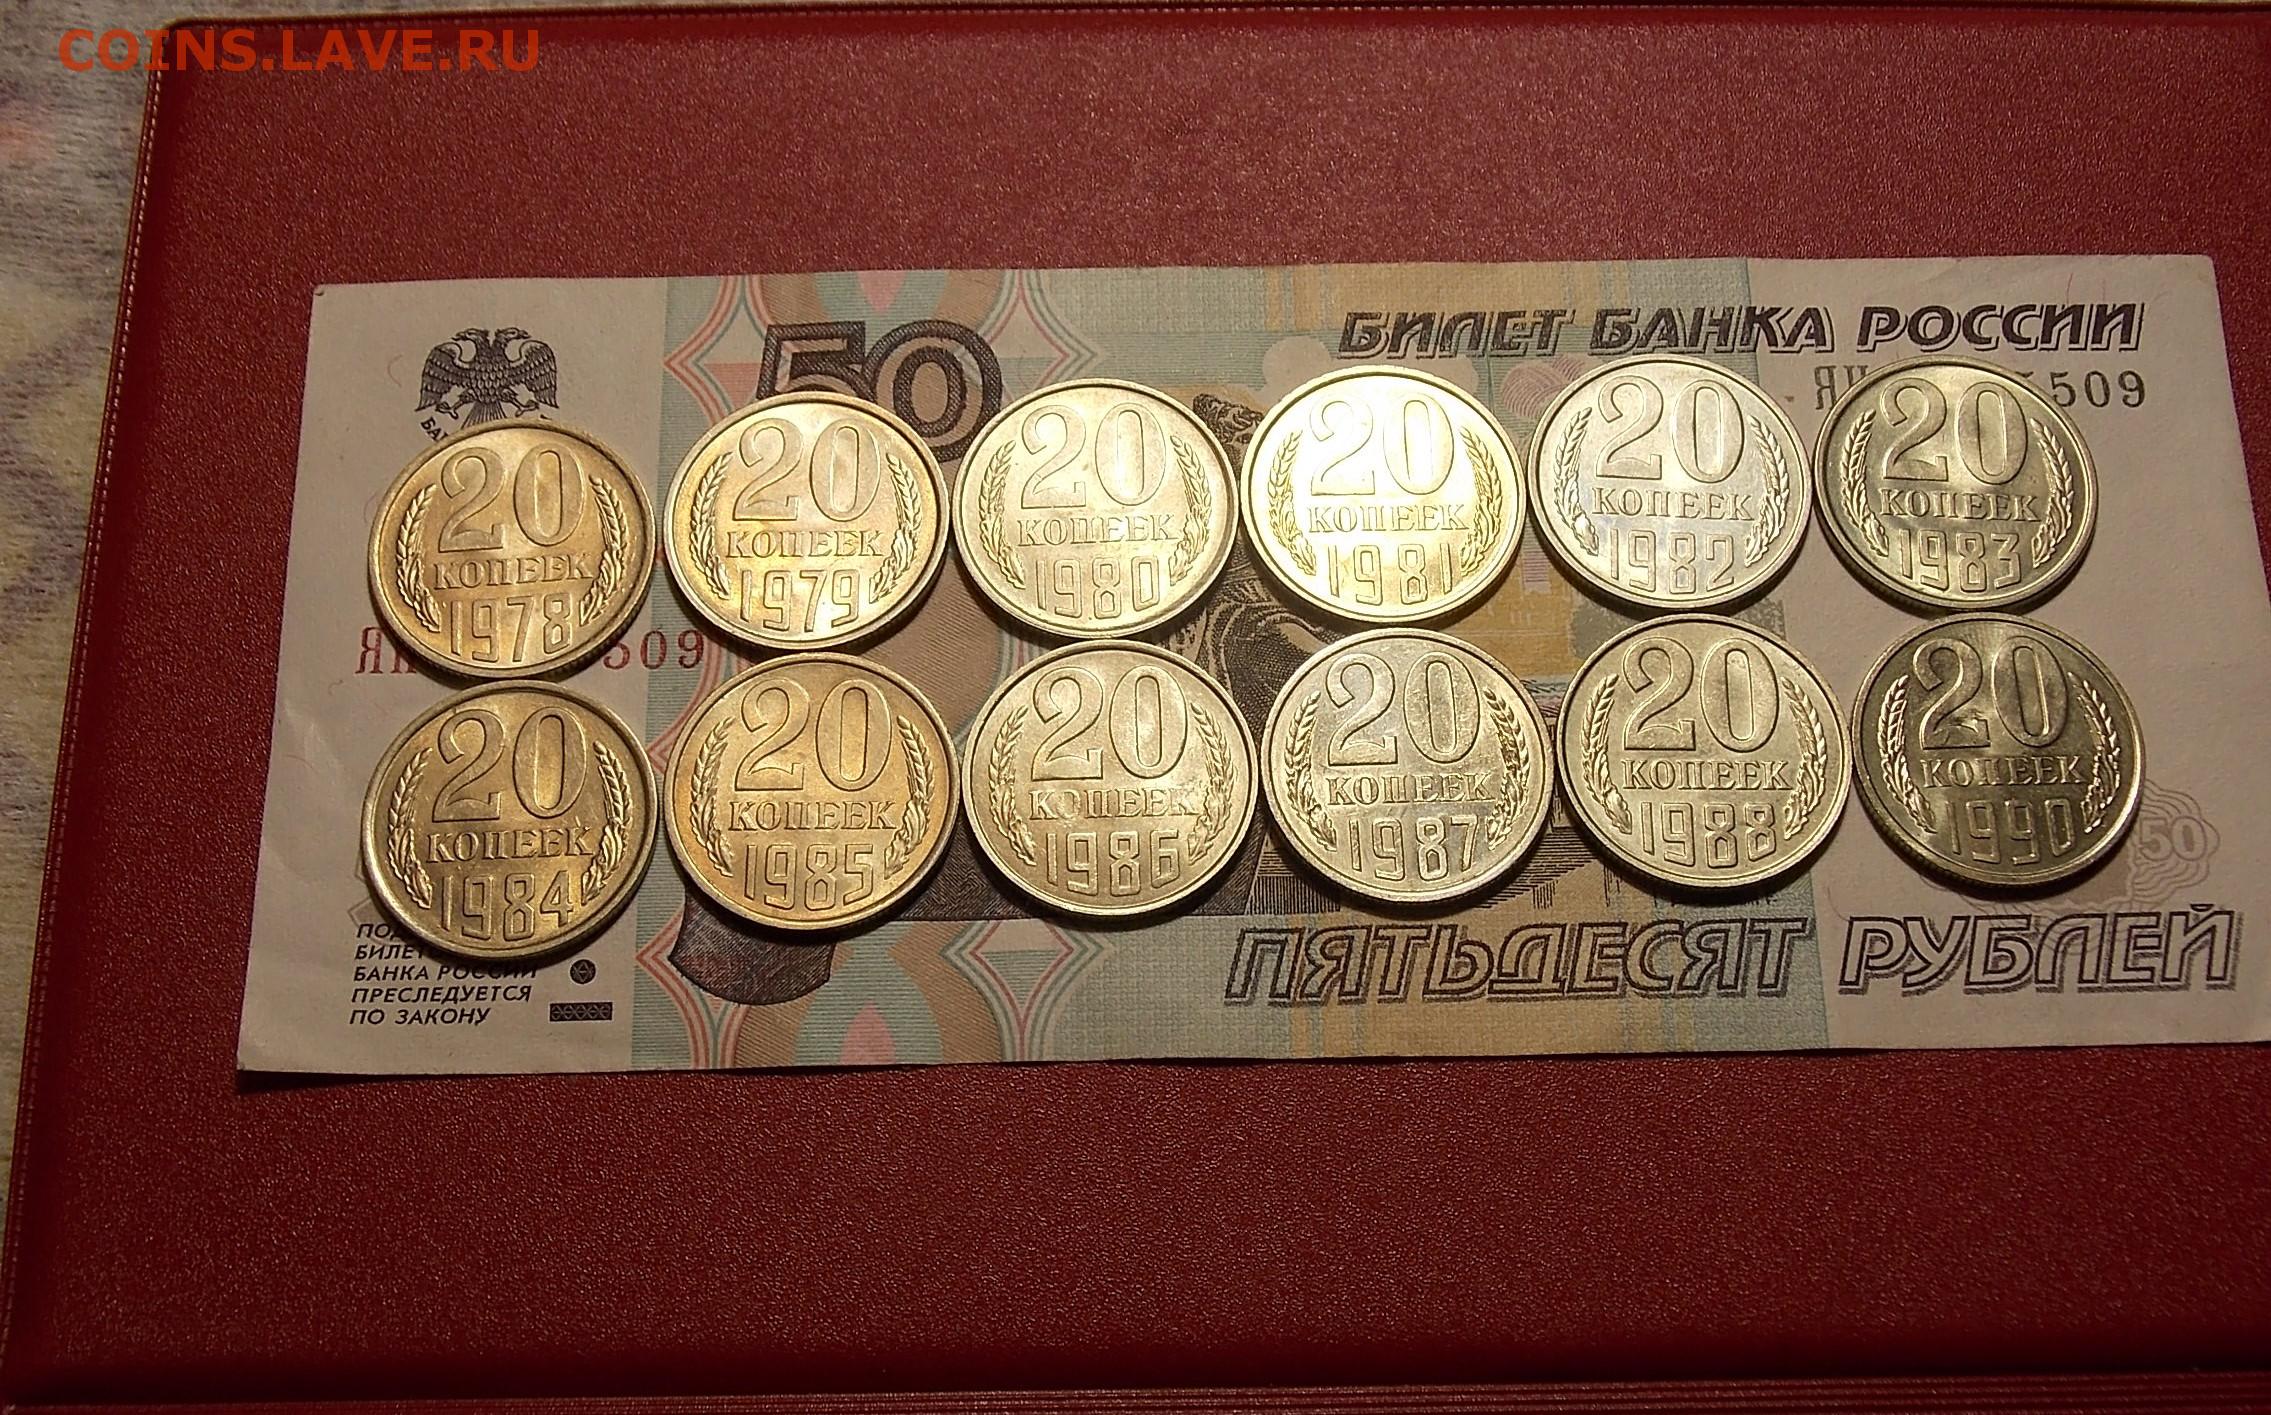 COINS.LAVE.RU
БИЛЕТ БАНКА РОССИИ
50
509
20 КОПЕЕК 1978
20 КОПЕЕК 1979
20 КОПЕЕК 1980
20 КОПЕЕК 1981
20 КОПЕЕК 1982
20 КОПЕЕК 1983
509
20 КОПЕЕК 1984
20 КОПЕЕК 1985
20 КОПЕЕК 1986
20 КОПЕЕК 1987
20 КОПЕЕК 1988
20 КОПЕЕК 1990
50
БАНКА РОССИИ
ПРЕСЛЕДУЕТСЯ
ПО ЗАКОНУ
ПЯТЬДЕСЯТ РУБЛЕЙ